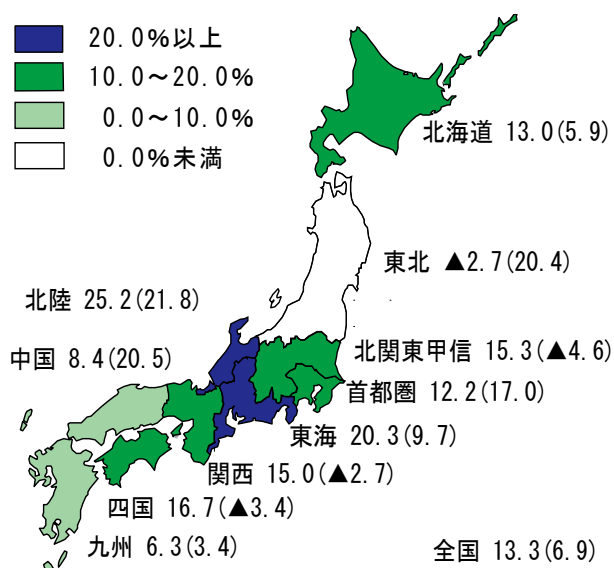 20.0%以上
10.0~20.0%
0.0~10.0%
0.0%未満
北海道 13.0(5.9)
東北 ▲2.7(20.4)
北陸 25.2(21.8)
中国 8.4(20.5)
北関東甲信 15.3(▲4.6)
首都圏 12.2(17.0)
東海 20.3(9.7)
関西 15.0(▲2.7)
四国 16.7(▲3.4)
九州 6.3(3.4)
全国 13.3(6.9)